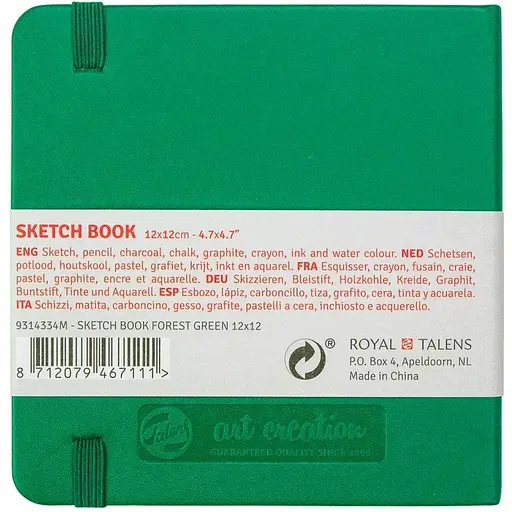 SKETCH BOOK 12x12cm - 4.7x4.7”
ENG Sketch, pencil, charcoal, chalk, graphite, crayon, ink and water colour. NED Schetsen,
potlood, houtskool, pastel, grafiet, krijt, inkt en aquarel. FRA Esquisser, crayon, fusain, craie,
pastel, graphite, encre et aquarelle. DEU Skizzieren, Bleistift, Holzkohle, Kreide, Graphit,
Buntstift, Tinte und Aquarell. ESP Esbozo, lápiz, carboncillo, tiza, grafito, cera, tinta y acuarela.
ITA Schizzi, matita, carboncino, gesso, grafite, pastelli a cera, inchiosto e acquarello.
9314334M - SKETCH BOOK FOREST GREEN 12x12
8 712079 467111 >
®
ROYAL TALENS
P.O. Box 4, Apeldoorn, NL
Made in China
Talens
art creation
GUARANTEED QUALITY SINCE 1899